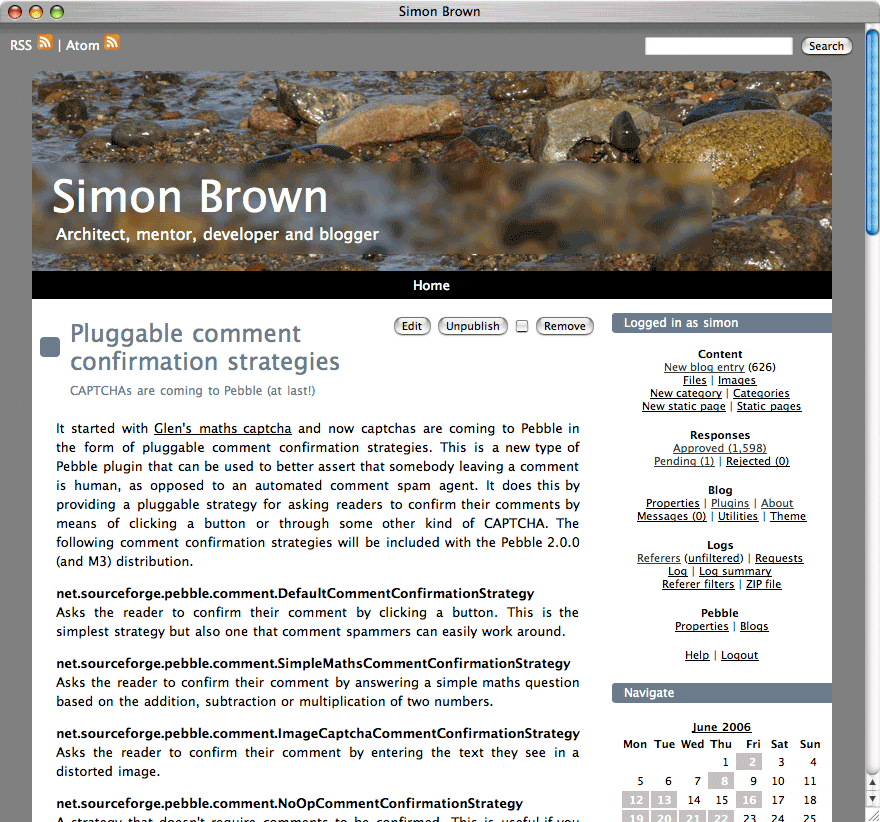 Simon Brown
RSS | Atom
Search
Simon Brown
Architect, mentor, developer and blogger
Home
Pluggable comment
confirmation strategies
Edit Unpublish Remove
CAPTCHAs are coming to Pebble (at last!)
It started with Glen's maths captcha and now captchas are coming to Pebble in
the form of pluggable comment confirmation strategies. This is a new type of
Pebble plugin that can be used to better assert that somebody leaving a comment
is human, as opposed to an automated comment spam agent. It does this by
providing a pluggable strategy for asking readers to confirm their comments by
means of clicking a button or through some other kind of CAPTCHA. The
following comment confirmation strategies will be included with the Pebble 2.0.0
(and M3) distribution.
net.sourceforge.pebble.comment.DefaultCommentConfirmationStrategy
Asks the reader to confirm their comment by clicking a button. This is the
simplest strategy but also one that comment spammers can easily work around.
net.sourceforge.pebble.comment.SimpleMathsCommentConfirmationStrategy
Asks the reader to confirm their comment by answering a simple maths question
based on the addition, subtraction or multiplication of two numbers.
net.sourceforge.pebble.comment.ImageCaptchaCommentConfirmationStrategy
Asks the reader to confirm their comment by entering the text they see in a
distorted image.
net.sourceforge.pebble.comment.NoOpCommentConfirmationStrategy
A strategy that doesn't require comments to be confirmed. This is useful if you
Logged in as simon
Content
New blog entry (626)
Files | Images
New category | Categories
New static page | Static pages
Responses
Approved (1,598)
Pending (1) | Rejected (0)
Blog
Properties | Plugins | About
Messages (0) | Utilities | Theme
Logs
Referers (unfiltered) | Requests
Log | Log summary
Referer filters | ZIP file
Pebble
Properties | Blogs
Help | Logout
Navigate
June 2006
Mon Tue Wed Thu Fri Sat Sun
1 2 3 4
5 6 7 8 9 10 11
12 13 14 15 16 17 18
19 20 21 22 23 24 25